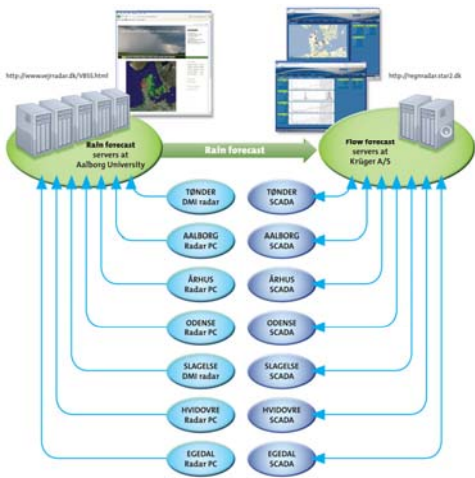 http://www.vejrradar.dk/VBSS.html
http://regnradar.star2.dk
Rain forecast
servers at
Aalborg University
Rain forecast
Flow forecast
servers at
Krüger A/S
TØNDER
DMI radar
TØNDER
SCADA
AALBORG
Radar PC
AALBORG
SCADA
ÅRHUS
Radar PC
ÅRHUS
SCADA
ODENSE
Radar PC
ODENSE
SCADA
SLAGELSE
DMI radar
SLAGELSE
SCADA
HVIDOVRE
Radar PC
HVIDOVRE
SCADA
EGEDAL
Radar PC
EGEDAL
SCADA